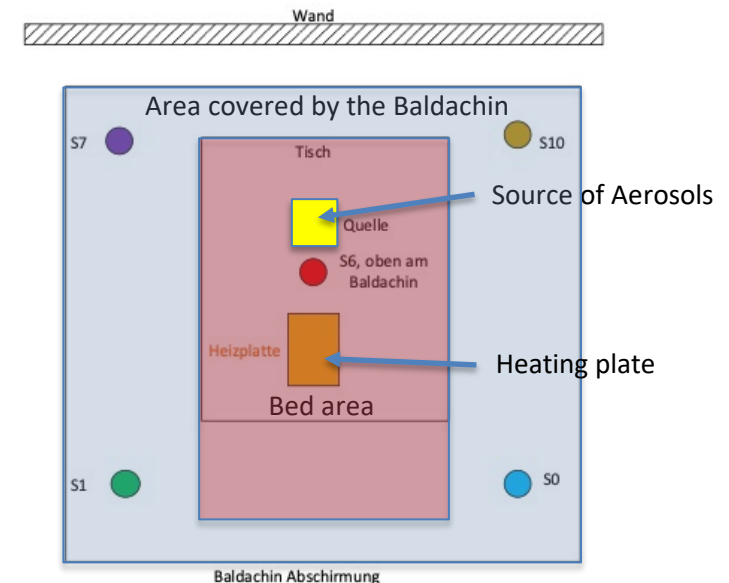 Wand
Area covered by the Baldachin
S7
S10
Tisch
Source of Aerosols
Quelle
S6, oben am
Baldachin
Heizplatte
Heating plate
Bed area
S1
S0
Baldachin Abschirmung